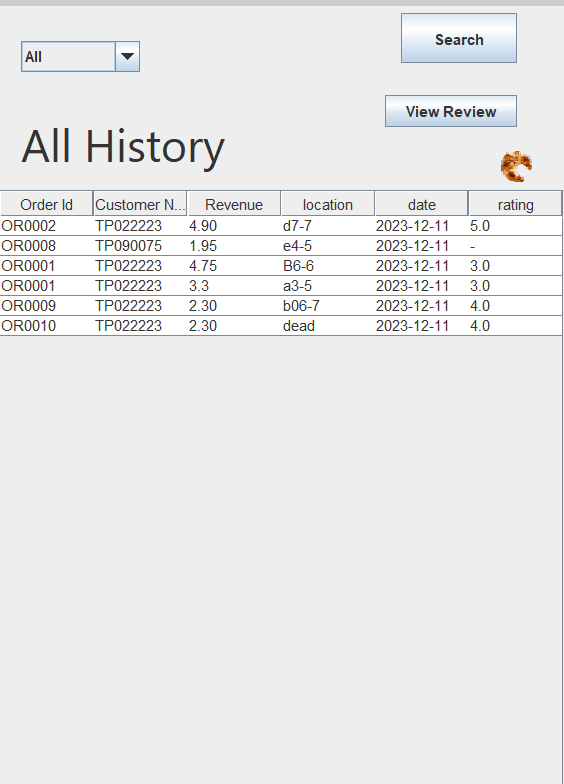 Search
All
View Review
All History
Order Id Customer N... Revenue location date rating
OR0002 TP022223 4.90 d7-7 2023-12-11 5.0
OR0008 TP090075 1.95 e4-5 2023-12-11 -
OR0001 TP022223 4.75 B6-6 2023-12-11 3.0
OR0001 TP022223 3.3 a3-5 2023-12-11 3.0
OR0009 TP022223 2.30 b06-7 2023-12-11 4.0
OR0010 TP022223 2.30 dead 2023-12-11 4.0